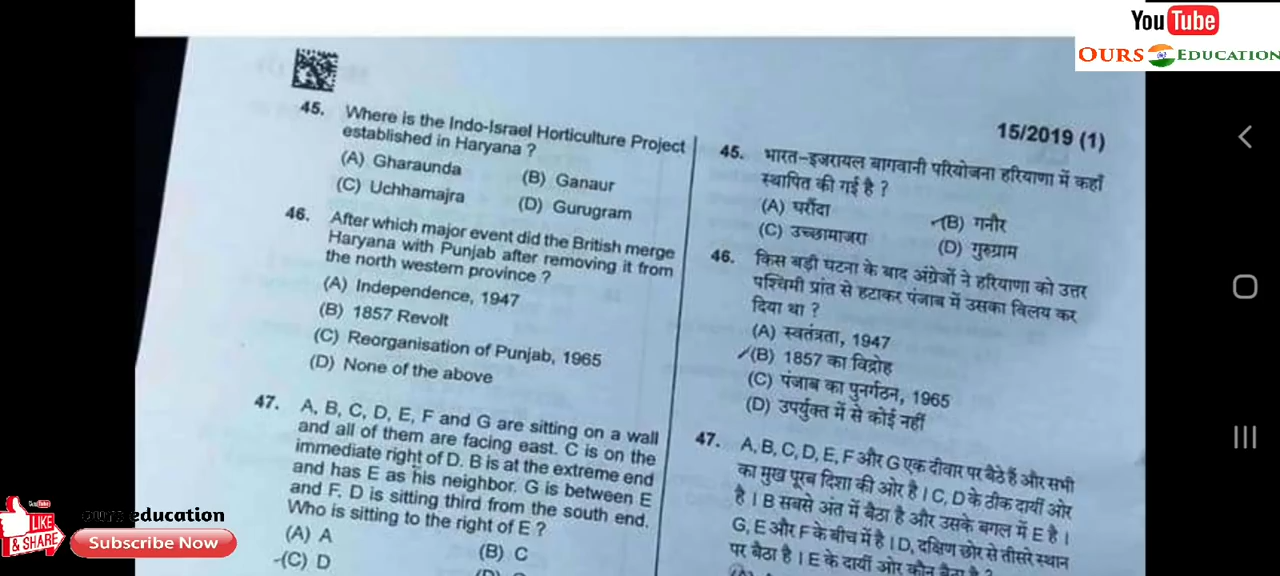 You Tube
OURS EDUCATION
15/2019 (1)
45. Where is the Indo-Israel Horticulture Project
established in Haryana ?
(A) Gharaunda
(B) Ganaur
(C) Uchhamajra
(D) Gurugram
46. After which major event did the British merge
Haryana with Punjab after removing it from
the north western province ?
(A) Independence, 1947
(B) 1857 Revolt
(C) Reorganisation of Punjab, 1965
(D) None of the above
47. A, B, C, D, E, F and G are sitting on a wall
and all of them are facing east. C is on the
immediate right of D. B is at the extreme end
and has E as his neighbor. G is between E
and F. D is sitting third from the south end.
Who is sitting to the right of E ?
(A) A
(B) C
(C) D
45. भारत-इजरायल बागवानी परियोजना हरियाणा में कहाँ
स्थापित की गई है ?
(A) घरौंदा
(B) गनौर
(C) उच्छामाजरा
(D) गुरुग्राम
46. किस बड़ी घटना के बाद अंग्रेजों ने हरियाणा को उत्तर
पश्चिमी प्रांत से हटाकर पंजाब में उसका विलय कर
दिया था ?
(A) स्वतंत्रता, 1947
(B) 1857 का विद्रोह
(C) पंजाब का पुनर्गठन, 1965
(D) उपर्युक्त में से कोई नहीं
47. A, B, C, D, E, F और G एक दीवार पर बैठे हैं और सभी
का मुख पूरब दिशा की ओर है । C, D के ठीक दायीं ओर
है । B सबसे अंत में बैठा है और उसके बगल में E है ।
G, E और F के बीच में है । D, दक्षिण छोर से तीसरे स्थान
पर बैठा है । E के दायीं ओर कौन बैठा है ?
LIKE
& SHARE
ours education
Subscribe Now